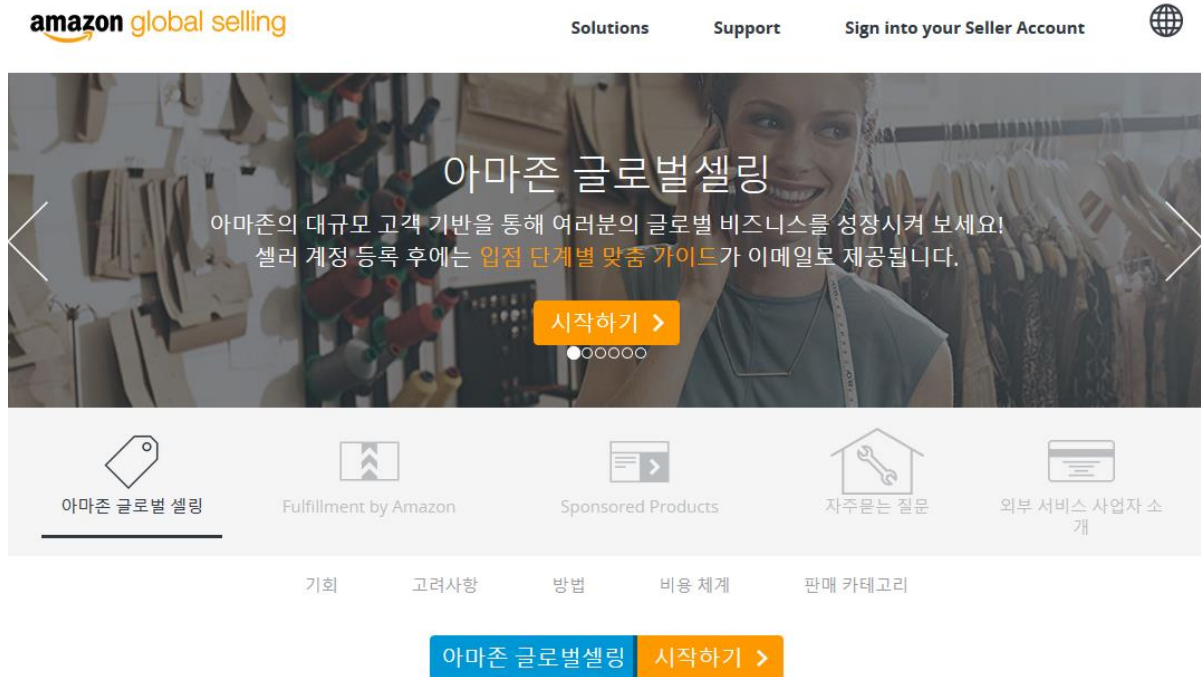 amazon global selling
Solutions
Support
Sign into your Seller Account
아마존 글로벌셀링
아마존의 대규모 고객 기반을 통해 여러분의 글로벌 비즈니스를 성장시켜 보세요!
셀러 계정 등록 후에는 입점 단계별 맞춤 가이드가 이메일로 제공됩니다.
시작하기
아마존 글로벌 셀링
Fulfillment by Amazon
Sponsored Products
자주묻는 질문
외부 서비스 사업자 소
개
기회
고려사항
방법
비용 체계
판매 카테고리
아마존 글로벌셀링
시작하기